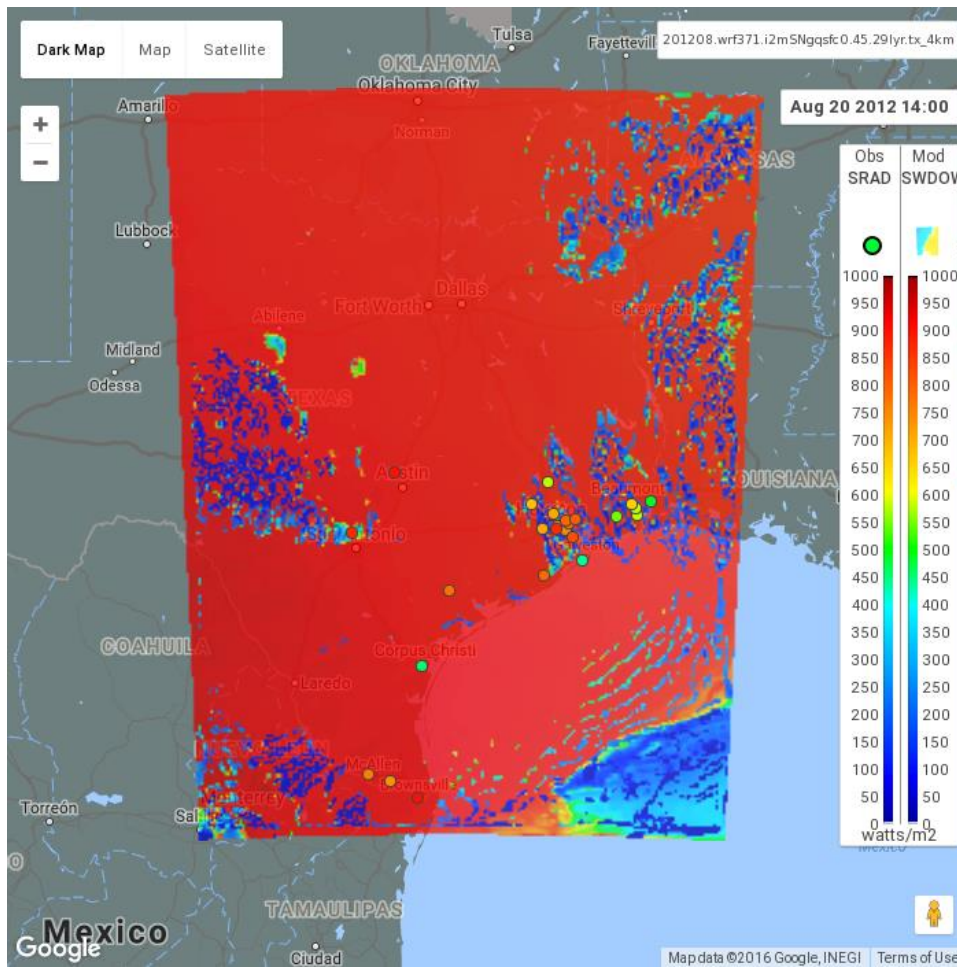 Tulsa
Dark Map
Map
Satellite
Fayettevill
201208.wrf371.i2mSNgqsfc0.45.29lyr.tx_4km
OKLAHOMA
Oklahoma City
Amarillo
Aug 20 2012 14:00
+
Norman
−
Obs
Mod
SRAD
SWDOW
Lubbock
1000
1000
950
950
Dallas
Fort Worth
900
900
Abilene
Shreveport
850
850
Midland
800
800
Odessa
750
750
TEXAS
700
700
650
650
Austin
600
600
OUISIANA
Beaumont
550
550
500
500
450
450
400
400
350
350
COAHUILA
Corpus Christi
300
300
Laredo
250
250
200
200
150
150
McAllen
100
100
Monterrey
Torreón
50
50
0
0
watts/m2
Mexico
TAMAULIPAS
Mexico
Google
Ciudad
Map data ©2016 Google, INEGI
Terms of Use